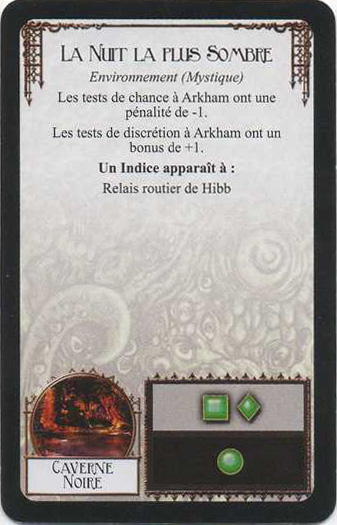 La Nuit la plus Sombre
Environnement (Mystique)
Les tests de chance à Arkham ont une
pénalité de -1.
Les tests de discrétion à Arkham ont un
bonus de +1.
Un Indice apparaît à :
Relais routier de Hibb
Caverne
Noire